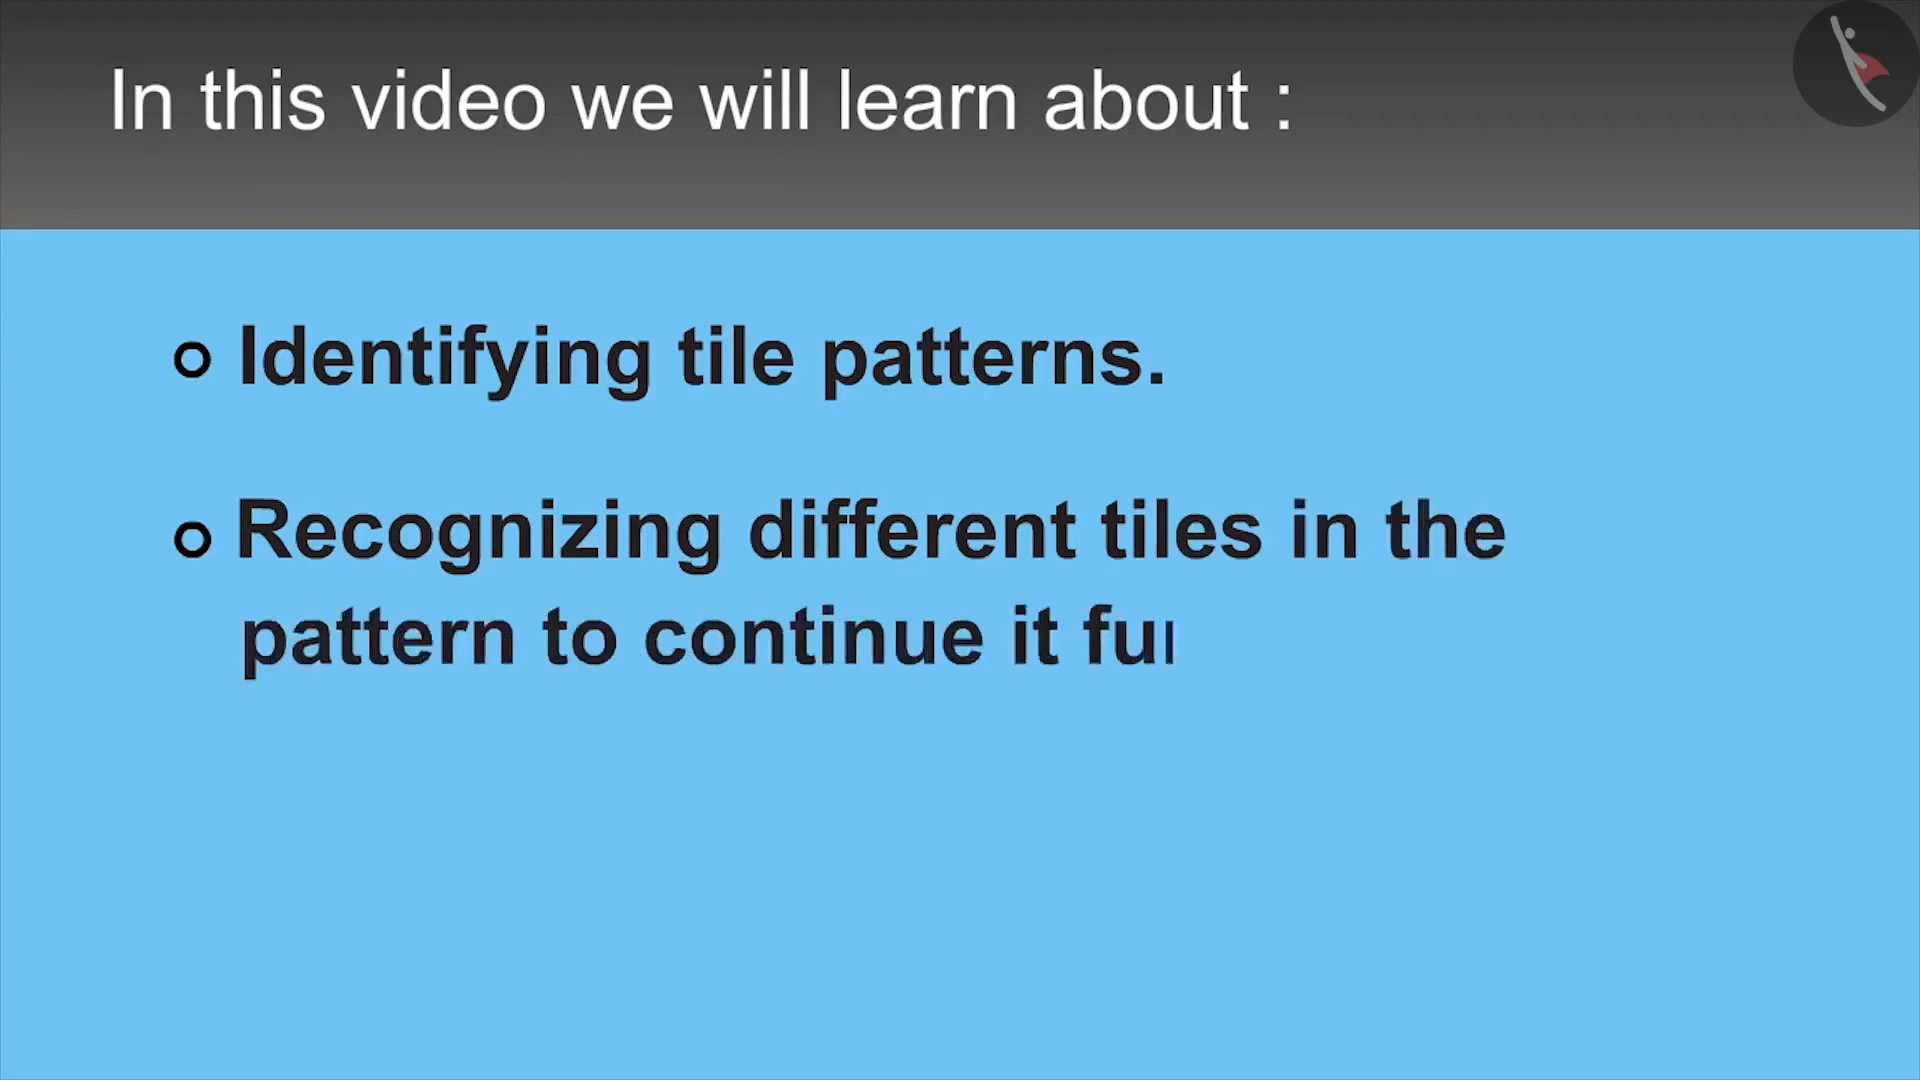 In this video we will learn about :
Identifying tile patterns.
Recognizing different tiles in the
pattern to continue it